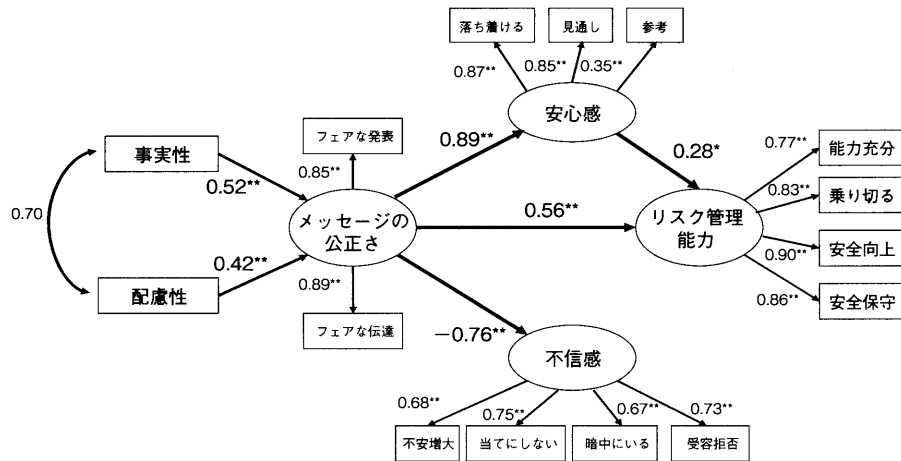 落ち着ける
見通し
参考
0.87**
0.85**
0.35**
安心感
フェアな発表
事実性
0.89**
0.28*
0.77**
能力充分
0.85**
0.52**
0.83**
乗り切る
0.70
メッセージの
公正さ
0.56**
リスク管理
能力
0.90**
安全向上
0.42**
0.89**
配慮性
0.86**
安全保守
フェアな伝達
−0.76**
不信感
0.68**
0.75**
0.67**
0.73**
不安増大
当てにしない
暗中にいる
受容拒否